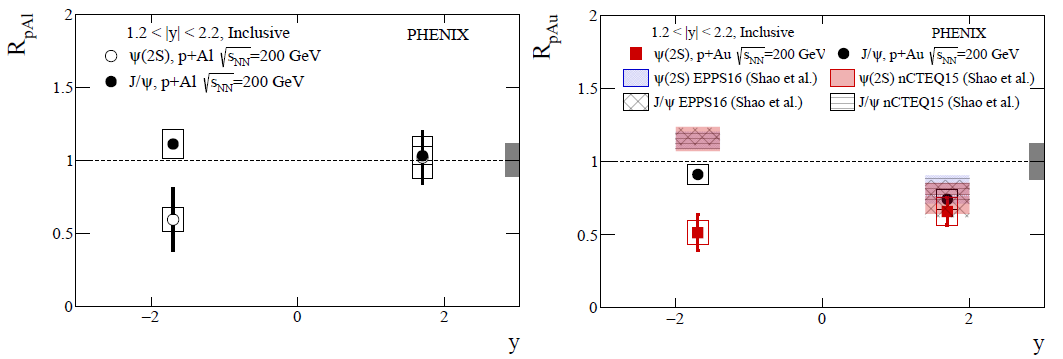 R_pAl
2
1.5
1
0.5
0
−2
0
2
y
1.2 < |y| < 2.2, Inclusive
PHENIX
ψ(2S), p+Al √s_NN=200 GeV
J/ψ, p+Al √s_NN=200 GeV
R_pAu
2
1.5
1
0.5
0
−2
0
2
y
1.2 < |y| < 2.2, Inclusive
PHENIX
ψ(2S), p+Au √s_NN=200 GeV
J/ψ, p+Au √s_NN=200 GeV
ψ(2S) EPPS16 (Shao et al.)
ψ(2S) nCTEQ15 (Shao et al.)
J/ψ EPPS16 (Shao et al.)
J/ψ nCTEQ15 (Shao et al.)